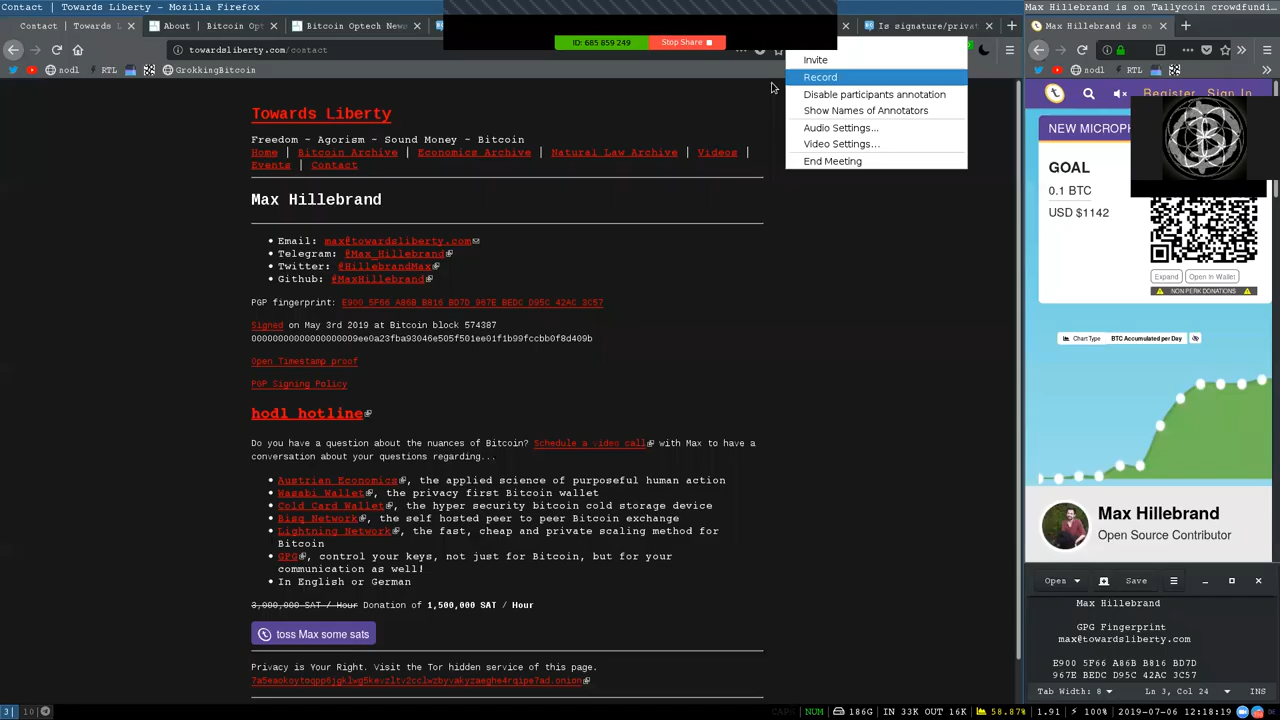 Contact | Towards Liberty - Mozilla Firefox
Max Hillebrand is on Tallycoin -
Contact | Tow
About | Bitcoin Op
Bitcoin Optech News
Is signature/privat
Max Hillebrand is on T
ID: 685 859 249
Stop Share
towardsliberty.com/contact
nodl
RTL
GrokkingBitcoin
nodl
RTL
Invite
Record
Disable participants annotation
Show Names of Annotators
Audio Settings...
Video Settings...
End Meeting
Towards Liberty
Freedom - Agorism - Sound Money - Bitcoin
Home | Bitcoin Archive | Economics Archive | Natural Law Archive | Videos |
Events | Contact
Max Hillebrand
Email: max@towardsliberty.com
Telegram: @Max_Hillebrand
Twitter: @HillebrandMax
Github: @MaxHillebrand
PGP fingerprint: E900 5F66 A86B B816 BD7D 967E BEDC D95C 42AC 3C57
Signed on May 3rd 2019 at Bitcoin block 574387
0000000000000000009ee0a23fba93046e505f501ee01f1b99fccbb0f8d409b
Open Timestamp proof
PGP Signing Policy
hodl hotline
Do you have a question about the nuances of Bitcoin? Schedule a video call with Max to have a
conversation about your questions regarding...
Austrian Economics, the applied science of purposeful human action
Wasabi Wallet, the privacy first Bitcoin wallet
Cold Card Wallet, the hyper security bitcoin cold storage device
Bisq Network, the self hosted peer to peer Bitcoin exchange
Lightning Network, the fast, cheap and private scaling method for
Bitcoin
GPG, control your keys, not just for Bitcoin, but for your
communication as well!
In English or German
3,000,000 SAT / Hour Donation of 1,500,000 SAT / Hour
toss Max some sats
Privacy is Your Right. Visit the Tor hidden service of this page.
Register
Login
NEW MICROPH
GOAL
0.1 BTC
USD $1142
Expand
Open in Wallet
NON PERK DONATIONS
Chart Type BTC Accumulated per Day
Max Hillebrand
Open Source Contributor
Open
Save
Max Hillebrand
GPG Fingerprint
max@towardsliberty.com
E900 5F66 A86B B816 BD7D
967E BEDC D95C 42AC 3C57
Tab Width: 8
Ln 3, Col 24
INS
3 10
CAPS NUM 186G IN 33K OUT 16K 58.87% 1.91 100% 2019-07-06 12:18:19